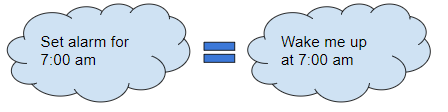 Set alarm for
7:00 am
Wake me up
at 7:00 am